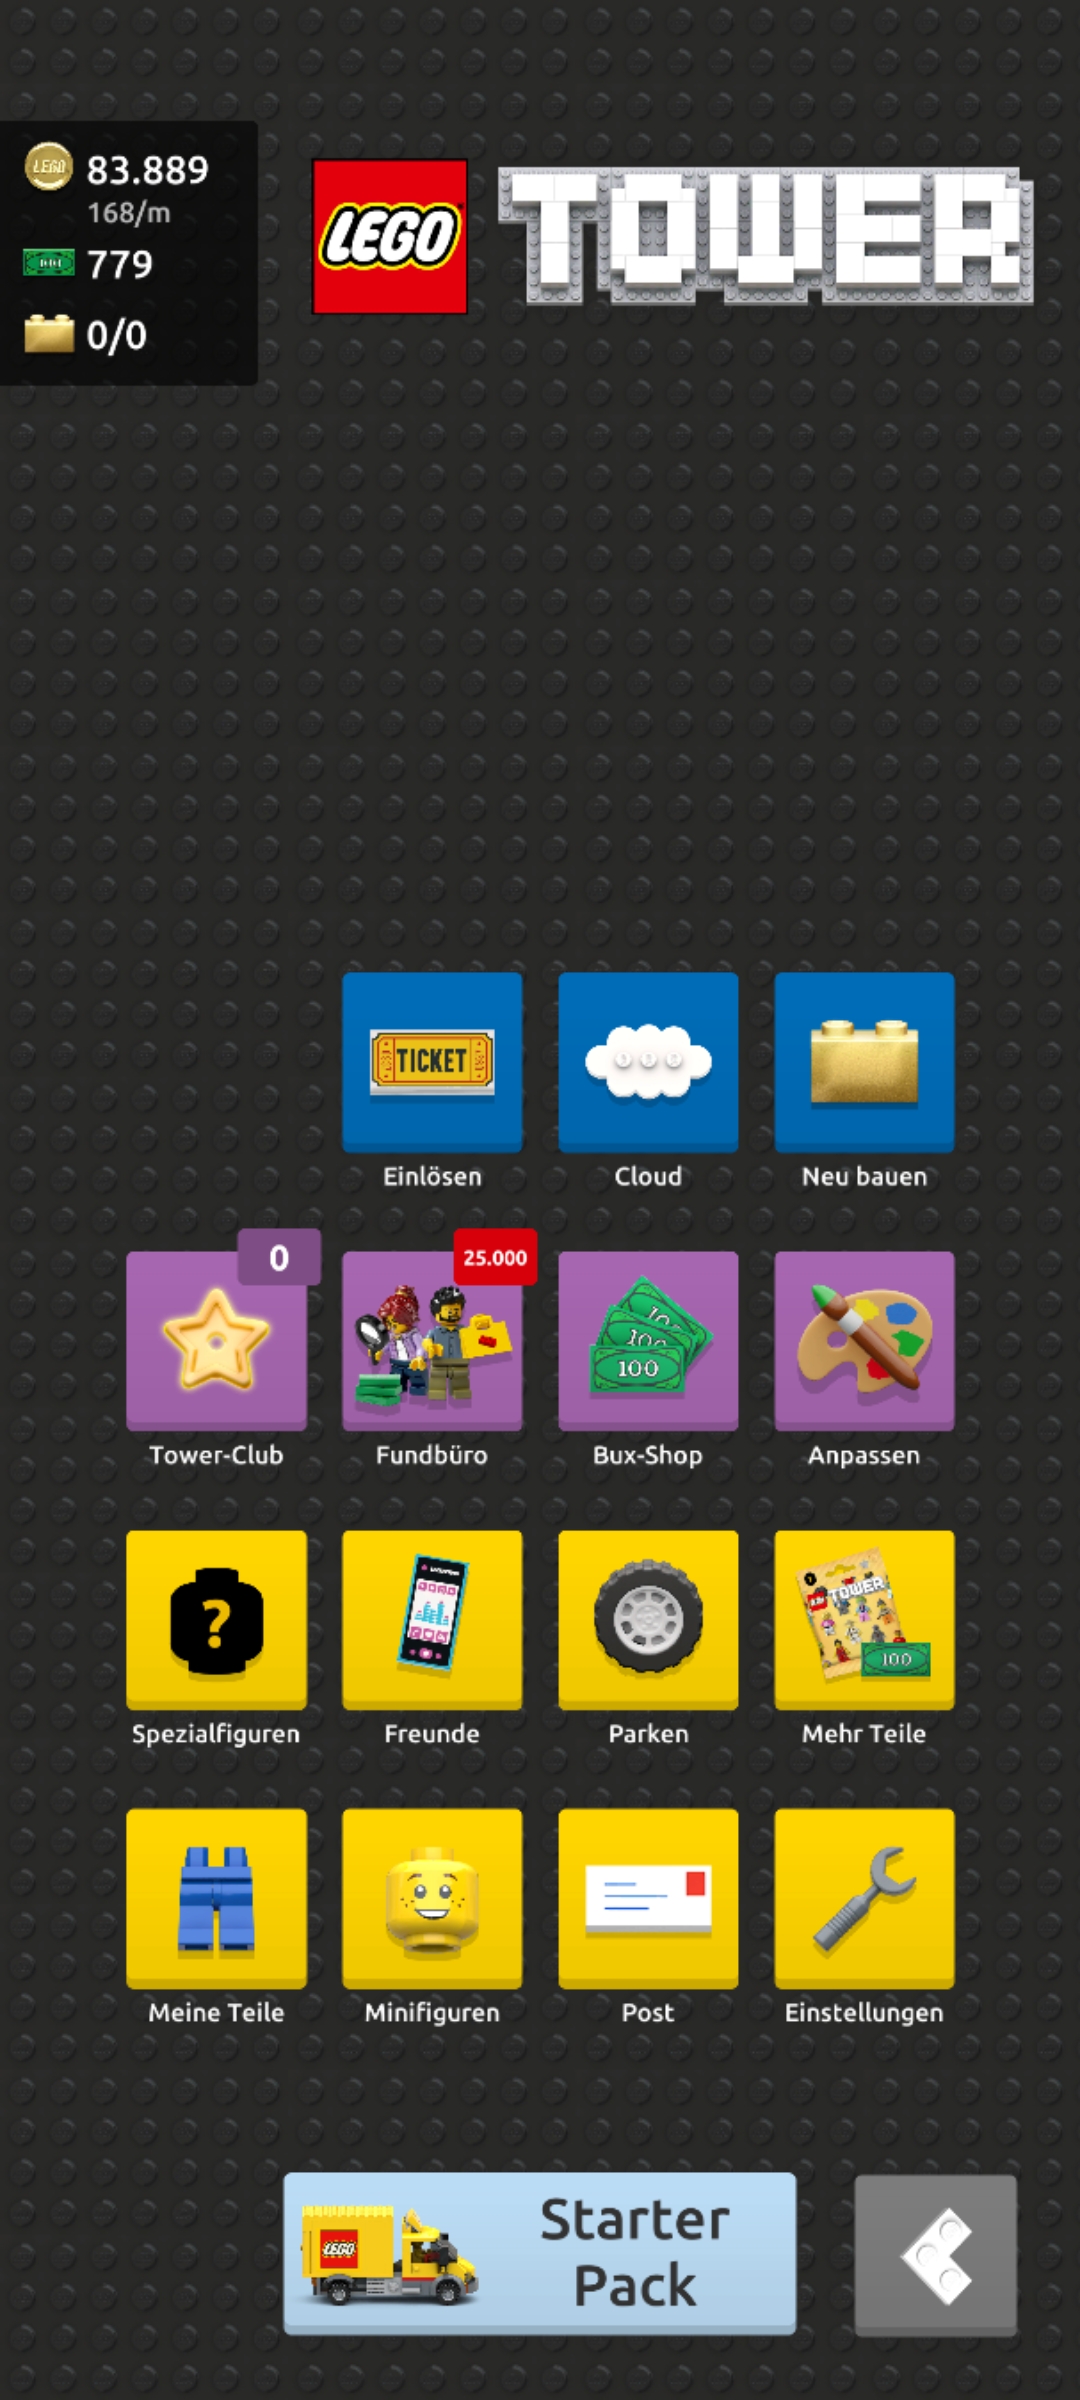 LEGO
83.889
168/m
779
0/0
LEGO
TOWER
TICKET
Einlösen
Cloud
Neu bauen
0
25.000
100
Tower-Club
Fundbüro
Bux-Shop
Anpassen
?
LEGO
TOWER
100
Spezialfiguren
Freunde
Parken
Mehr Teile
Meine Teile
Minifiguren
Post
Einstellungen
LEGO
Starter
Pack